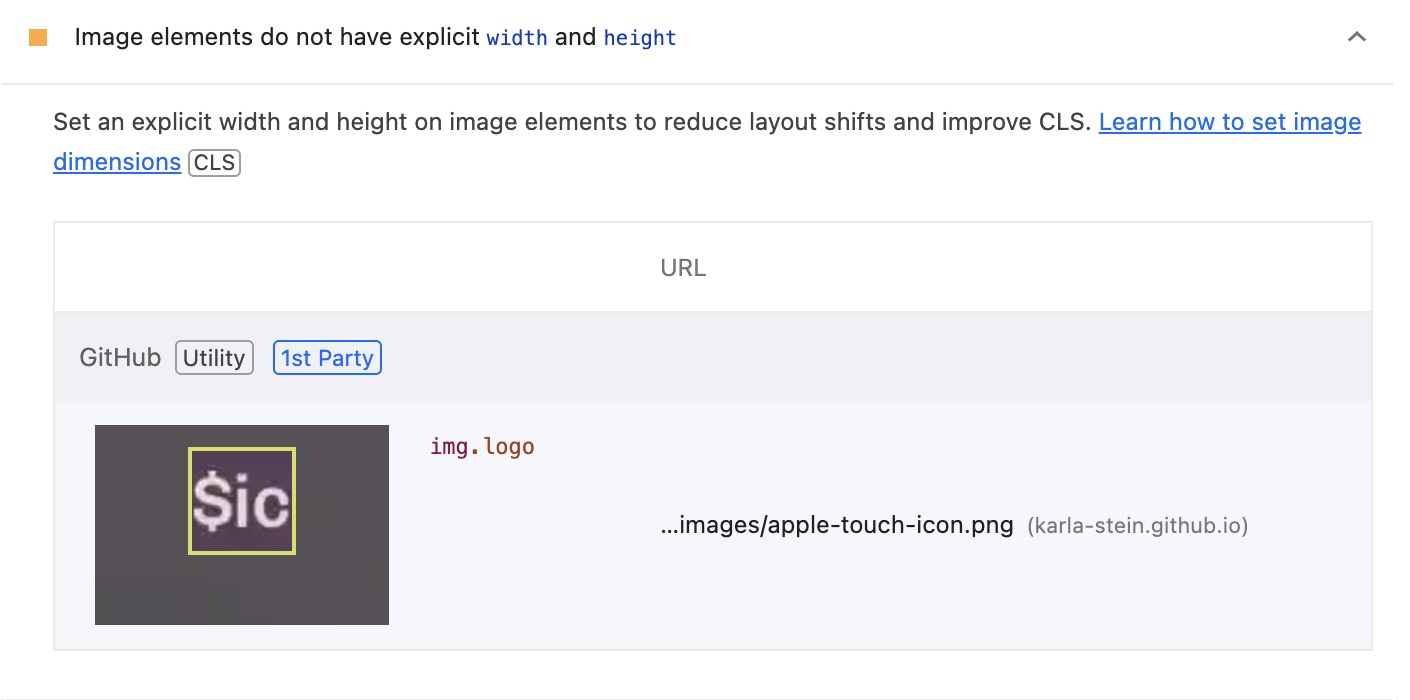 Image elements do not have explicit width and height
Set an explicit width and height on image elements to reduce layout shifts and improve CLS. Learn how to set image
dimensions CLS
URL
GitHub Utility 1st Party
$ic
img.logo
...images/apple-touch-icon.png (karla-stein.github.io)